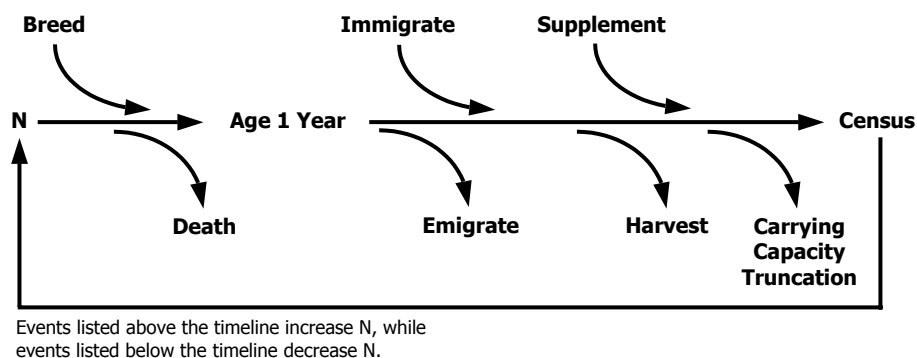 Breed
Immigrate
Supplement
N
Age 1 Year
Census
Death
Emigrate
Harvest
Carrying
Capacity
Truncation
Events listed above the timeline increase N, while
events listed below the timeline decrease N.